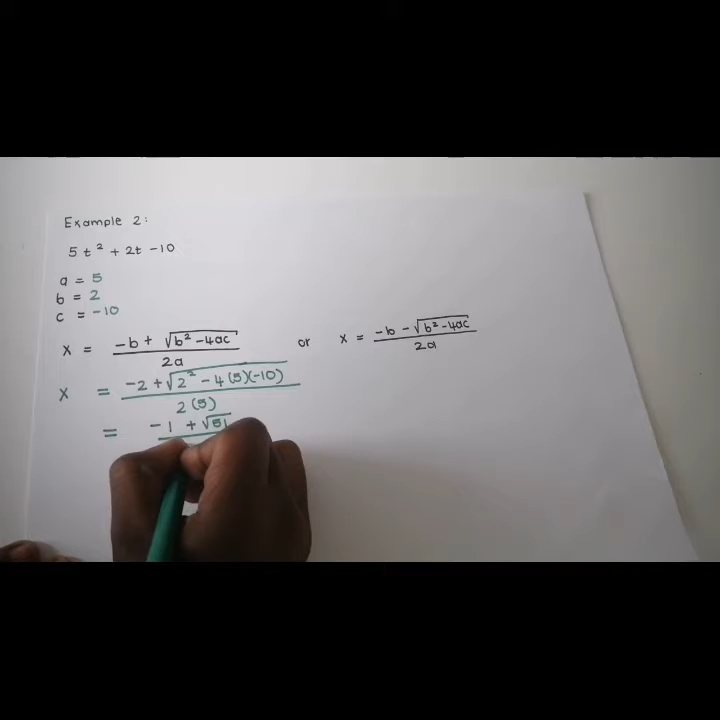 Example 2:
5t² + 2t - 10
a = 5
b = 2
c = -10
x = (-b + √(b² - 4ac)) / 2a or x = (-b - √(b² - 4ac)) / 2a
x = (-2 + √(2² - 4(5)(-10))) / 2(5)
= -1 + √51